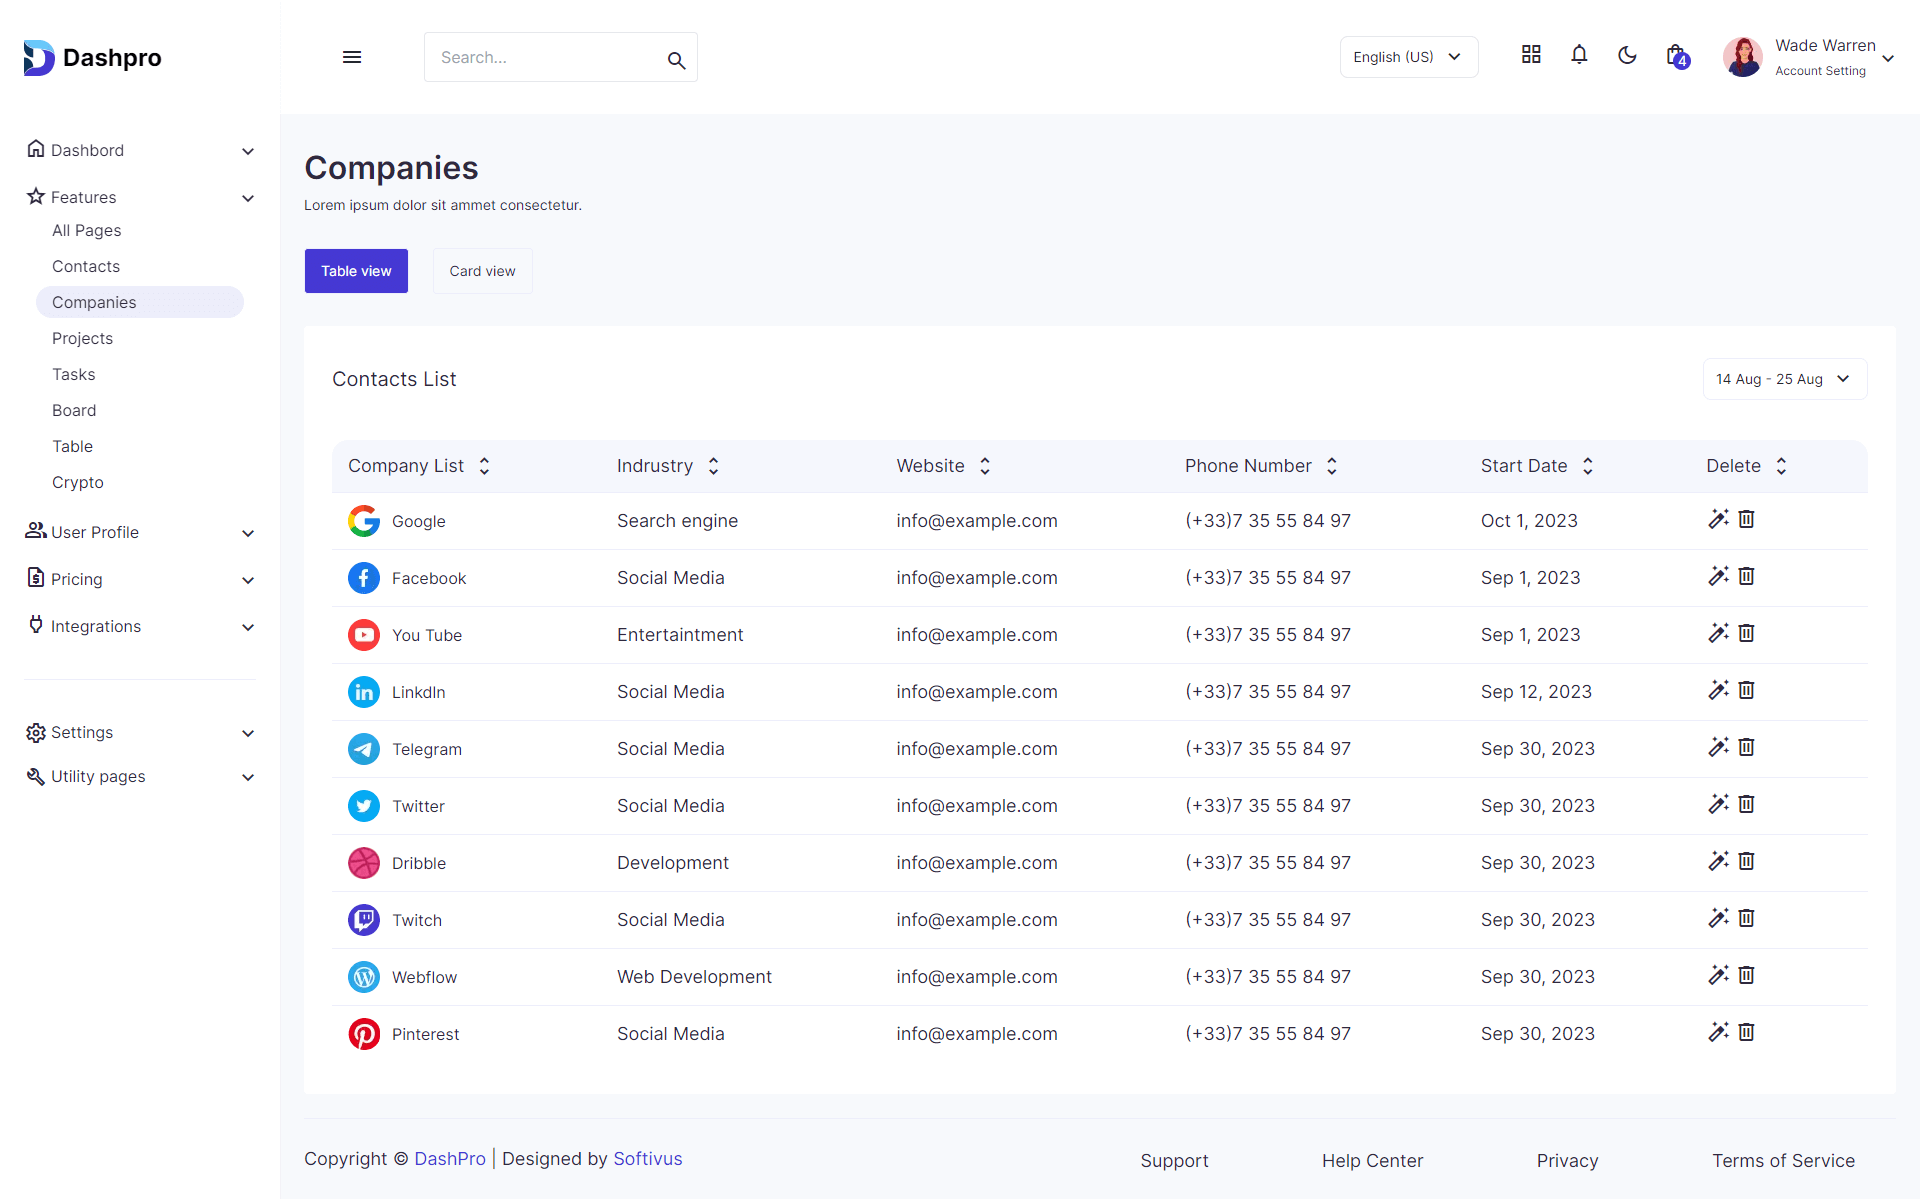 Dashpro
Search...
English (US)
4
Wade Warren
Account Setting
Dashbord
Features
All Pages
Contacts
Companies
Projects
Tasks
Board
Table
Crypto
User Profile
Pricing
Integrations
Settings
Utility pages
Companies
Lorem ipsum dolor sit ammet consectetur.
Table view Card view
Contacts List 14 Aug - 25 Aug
Company List Indrustry Website Phone Number Start Date Delete
Google Search engine info@example.com (+33)7 35 55 84 97 Oct 1, 2023
Facebook Social Media info@example.com (+33)7 35 55 84 97 Sep 1, 2023
You Tube Entertaintment info@example.com (+33)7 35 55 84 97 Sep 1, 2023
LinkdIn Social Media info@example.com (+33)7 35 55 84 97 Sep 12, 2023
Telegram Social Media info@example.com (+33)7 35 55 84 97 Sep 30, 2023
Twitter Social Media info@example.com (+33)7 35 55 84 97 Sep 30, 2023
Dribble Development info@example.com (+33)7 35 55 84 97 Sep 30, 2023
Twitch Social Media info@example.com (+33)7 35 55 84 97 Sep 30, 2023
Webflow Web Development info@example.com (+33)7 35 55 84 97 Sep 30, 2023
Pinterest Social Media info@example.com (+33)7 35 55 84 97 Sep 30, 2023
Copyright © DashPro | Designed by Softivus Support Help Center Privacy Terms of Service